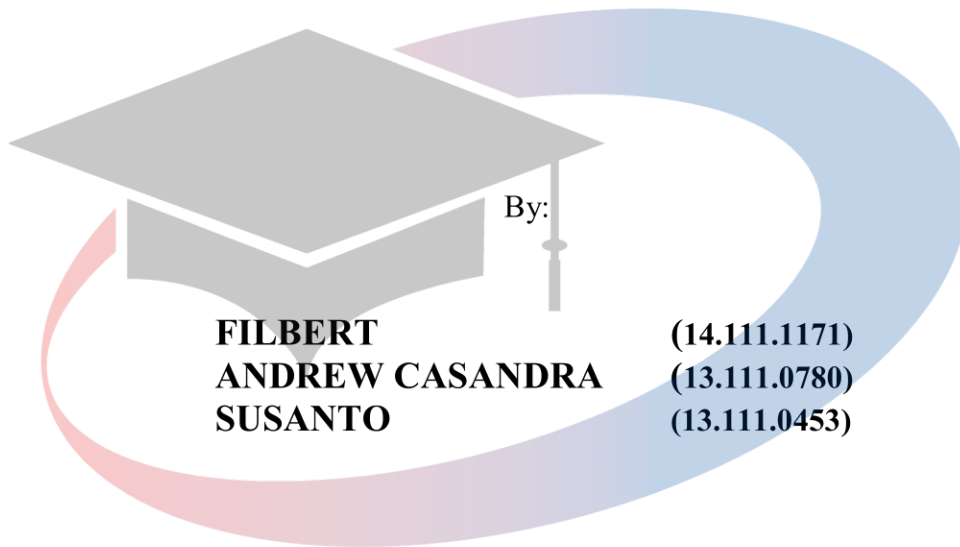 By:
FILBERT (14.111.1171)
ANDREW CASANDRA (13.111.0780)
SUSANTO (13.111.0453)